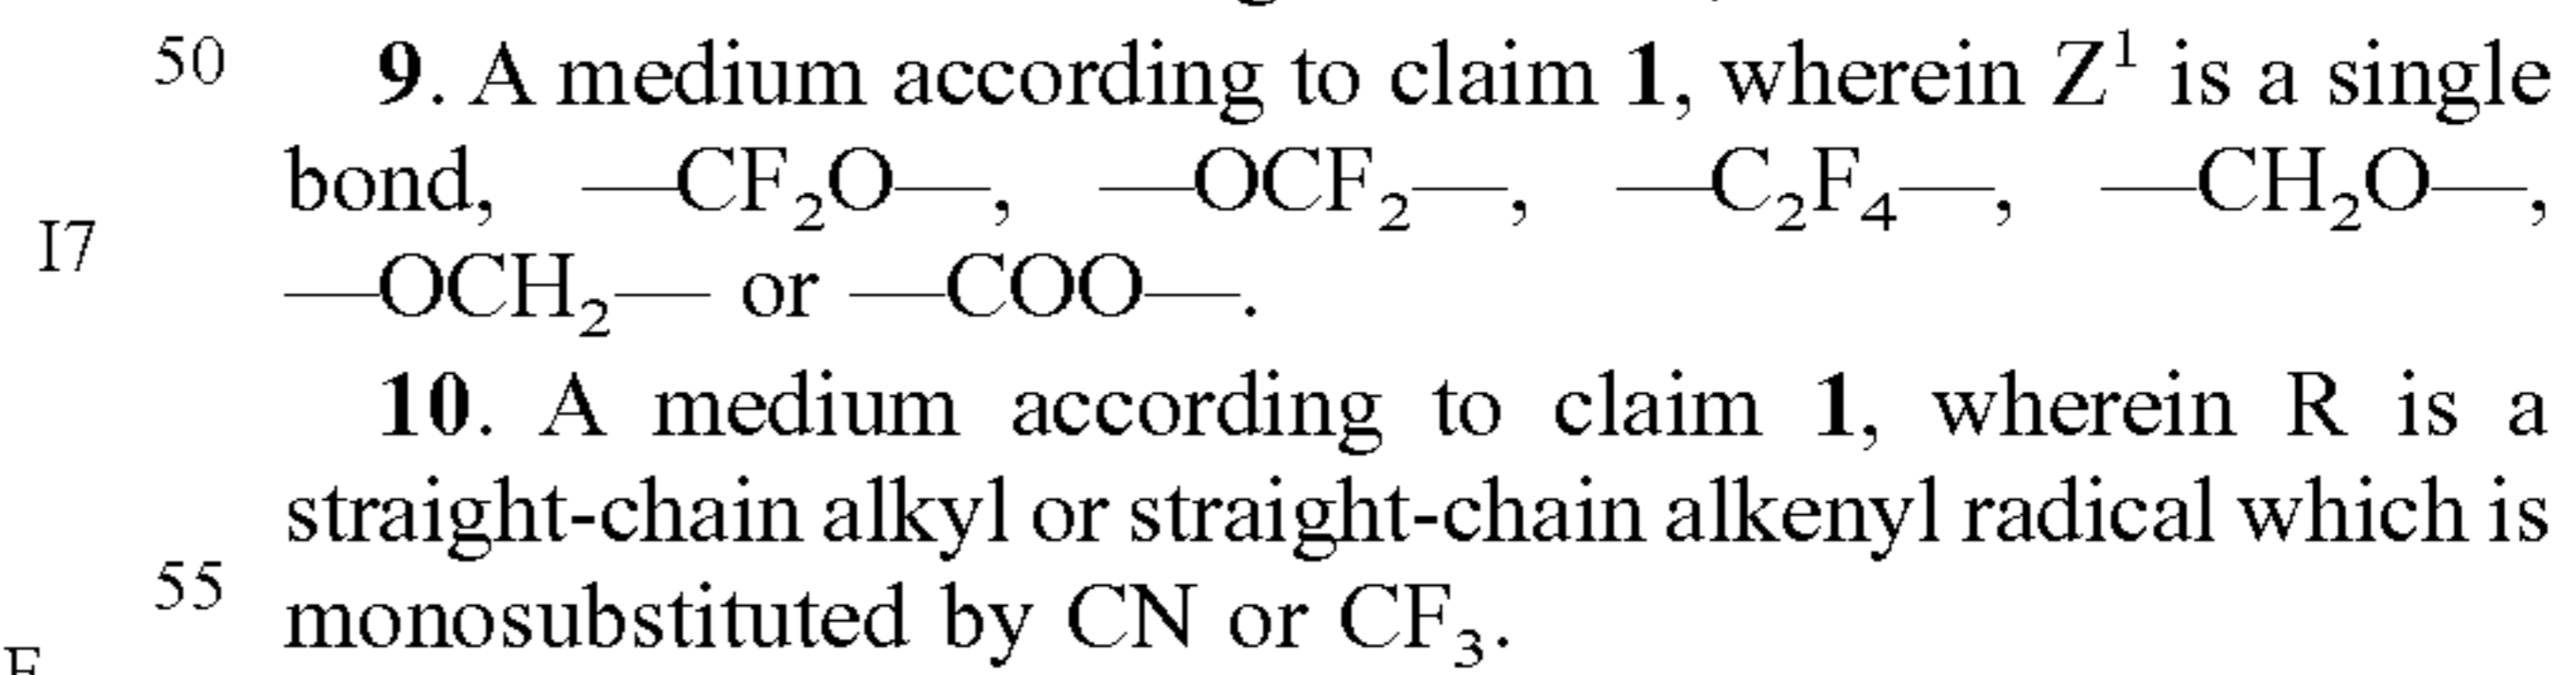 50 9. A medium according to claim 1, wherein Z¹ is a single
bond, —CF₂O—, —OCF₂—, —C₂F₄—, —CH₂O—,
I7
—OCH₂— or —COO—.
10. A medium according to claim 1, wherein R is a
straight-chain alkyl or straight-chain alkenyl radical which is
55 monosubstituted by CN or CF₃.